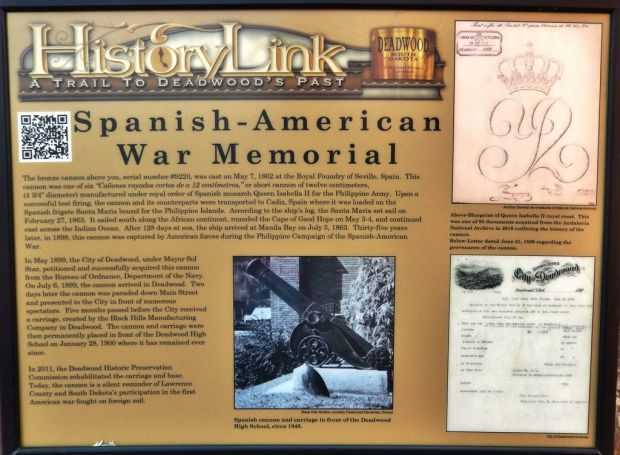 HistoryLink
A TRAIL TO DEADWOOD'S PAST
DEADWOOD
SOUTH
DAKOTA
Spanish-American
War Memorial
The bronze cannon above you, serial number #9220, was cast on May 7, 1862 at the Royal Foundry of Seville, Spain. This
cannon was one of six "Cañones rayados cortos de a 12 centímetros," or short cannon of twelve centimeters,
(4 3/4" diameter) manufactured under royal order of Spanish monarch Queen Isabella II for the Philippine Army. Upon a
successful test firing, the cannon and its counterparts were transported to Cadiz, Spain where it was loaded on the
Spanish frigate Santa Maria bound for the Philippine Islands. According to the ship's log, the Santa Maria set sail on
February 27, 1863. It sailed south along the African continent, rounded the Cape of Good Hope on May 3-4, and continued
east across the Indian Ocean. After 128 days at sea, the ship arrived at Manila Bay on July 5, 1863. Thirty-five years
later, in 1898, this cannon was captured by American forces during the Philippine Campaign of the Spanish-American
War.
In May 1899, the City of Deadwood, under Mayor Sol
Star, petitioned and successfully acquired this cannon
from the Bureau of Ordnance, Department of the Navy.
On July 6, 1899, the cannon arrived in Deadwood. Two
days later the cannon was paraded down Main Street
and presented to the City in front of numerous
spectators. Five months passed before the City received
a carriage, created by the Black Hills Manufacturing
Company in Deadwood. The cannon and carriage were
then permanently placed in front of the Deadwood High
School on January 28, 1900 where it has remained ever
since.
In 2011, the Deadwood Historic Preservation
Commission rehabilitated the carriage and base.
Today, the cannon is a silent reminder of Lawrence
County and South Dakota's participation in the first
American war fought on foreign soil.
Spanish cannon and carriage in front of the Deadwood
High School, circa
Above-Blueprint of Queen Isabella II royal crest. This
was one of 95 documents acquired from the Andalusia
National Archive in 2010 outlining the history of the
cannon.
Below-Letter dated June 21, 1899 regarding the
provenance of the cannon.
City of Deadwood